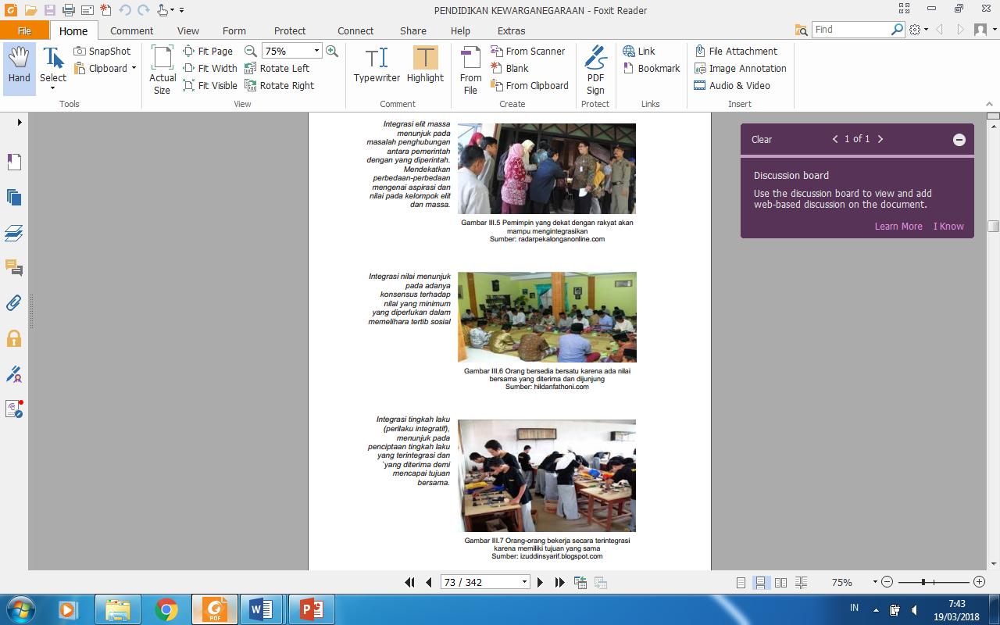 PENDIDIKAN KEWARGANEGARAAN - Foxit Reader
File
Home
Comment
View
Form
Protect
Connect
Share
Help
Extras
Find
Hand
Select
SnapShot
Clipboard
Tools
Actual
Size
Fit Page
Fit Width
Fit Visible
75%
Rotate Left
Rotate Right
View
Typewriter
Highlight
Comment
From
File
From Scanner
Blank
From Clipboard
Create
PDF
Sign
Protect
Link
Bookmark
Links
File Attachment
Image Annotation
Audio & Video
Insert
Integrasi elit massa
menunjuk pada
masalah penghubungan
antara pemerintah
dengan yang diperintah.
Mendekatkan
perbedaan-perbedaan
mengenai aspirasi dan
nilai pada kelompok elit
dan massa.
Gambar III.5 Pemimpin yang dekat dengan rakyat akan
mampu mengintegrasikan
Sumber: radarpekalonganonline.com
Integrasi nilai menunjuk
pada adanya
konsensus terhadap
nilai yang minimum
yang diperlukan dalam
memelihara tertib sosial
Gambar III.6 Orang bersedia bersatu karena ada nilai
bersama yang diterima dan dijunjung
Sumber: hildanfathoni.com
Integrasi tingkah laku
(perilaku integratif),
menunjuk pada
penciptaan tingkah laku
yang terintegrasi dan
`yang diterima demi
mencapai tujuan
bersama.
Gambar III.7 Orang-orang bekerja secara terintegrasi
karena memiliki tujuan yang sama
Sumber: izuddinsyarif.blogspot.com
Clear
1 of 1
Discussion board
Use the discussion board to view and add
web-based discussion on the document.
Learn More
I Know
73 / 342
75%
PDF
IN
7:43
19/03/2018